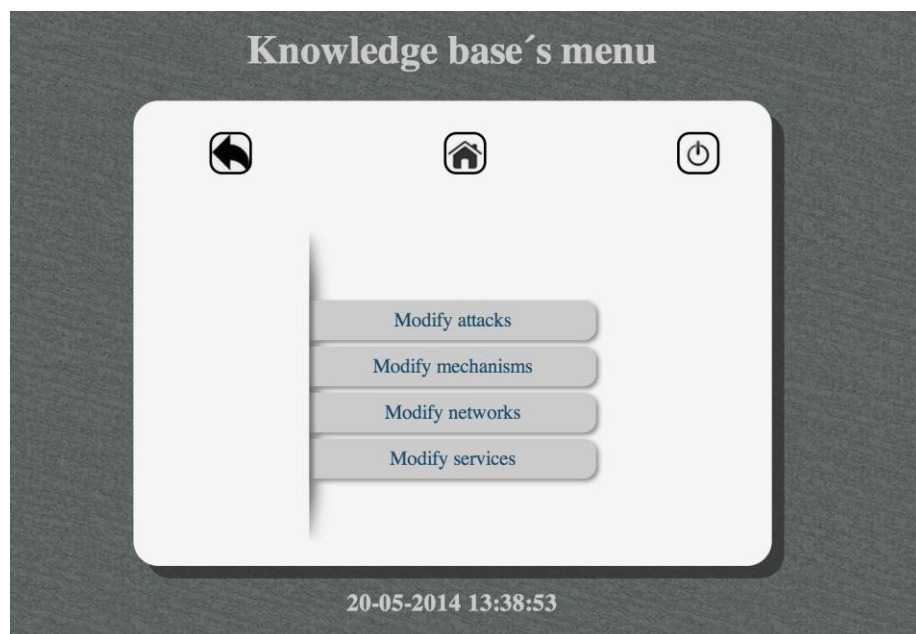 Knowledge base´s menu
Modify attacks
Modify mechanisms
Modify networks
Modify services
20-05-2014 13:38:53